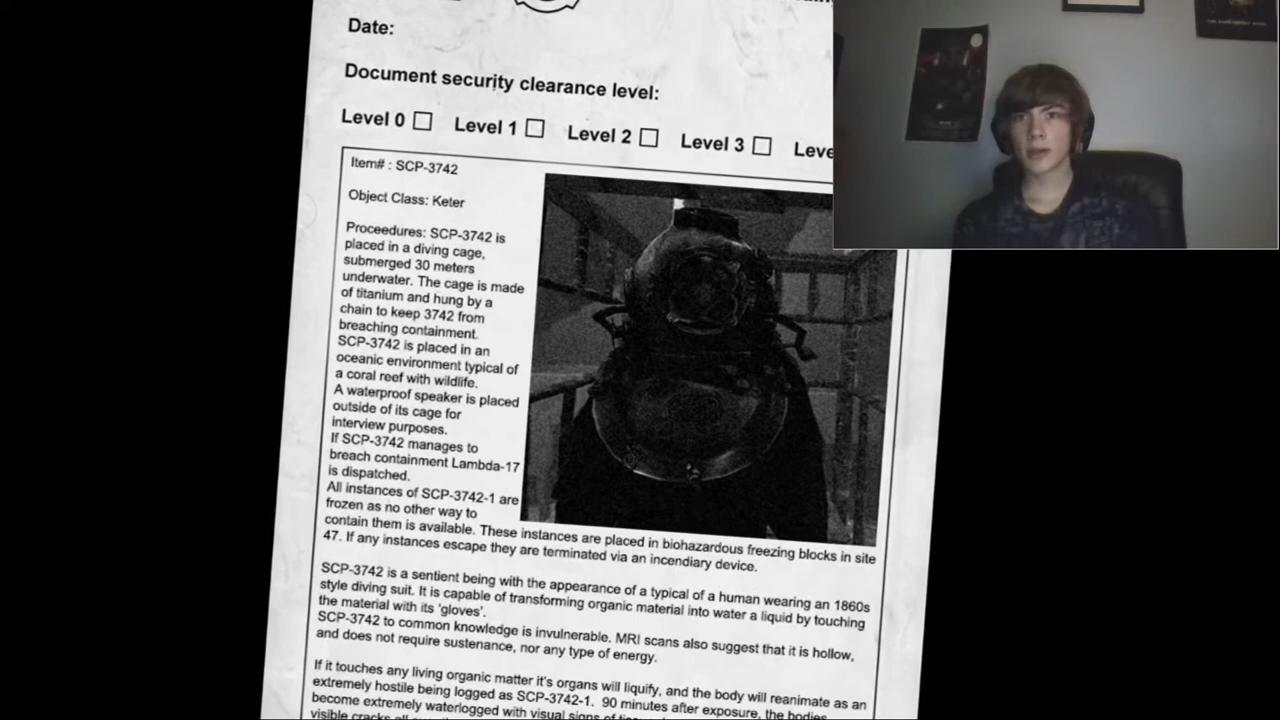 Date:
Document security clearance level:
Level 0 Level 1 Level 2 Level 3
Item# : SCP-3742
Object Class: Keter
Proceedures: SCP-3742 is
placed in a diving cage,
submerged 30 meters
underwater. The cage is made
of titanium and hung by a
chain to keep 3742 from
breaching containment.
SCP-3742 is placed in an
oceanic environment typical of
a coral reef with wildlife.
A waterproof speaker is placed
outside of its cage for
interview purposes.
If SCP-3742 manages to
breach containment Lambda-17
is dispatched.
All instances of SCP-3742-1 are
frozen as no other way to
contain them is available. These instances are placed in biohazardous freezing blocks in site
47. If any instances escape they are terminated via an incendiary device.
SCP-3742 is a sentient being with the appearance of a typical of a human wearing an 1860s
style diving suit. It is capable of transforming organic material into water a liquid by touching
the material with its 'gloves'.
SCP-3742 to common knowledge is invulnerable. MRI scans also suggest that it is hollow,
and does not require sustenance, nor any type of energy.
If it touches any living organic matter it's organs will liquify, and the body will reanimate as an
extremely hostile being logged as SCP-3742-1. 90 minutes after exposure, the bodies
become extremely waterlogged with visual signs of
visible cracks all